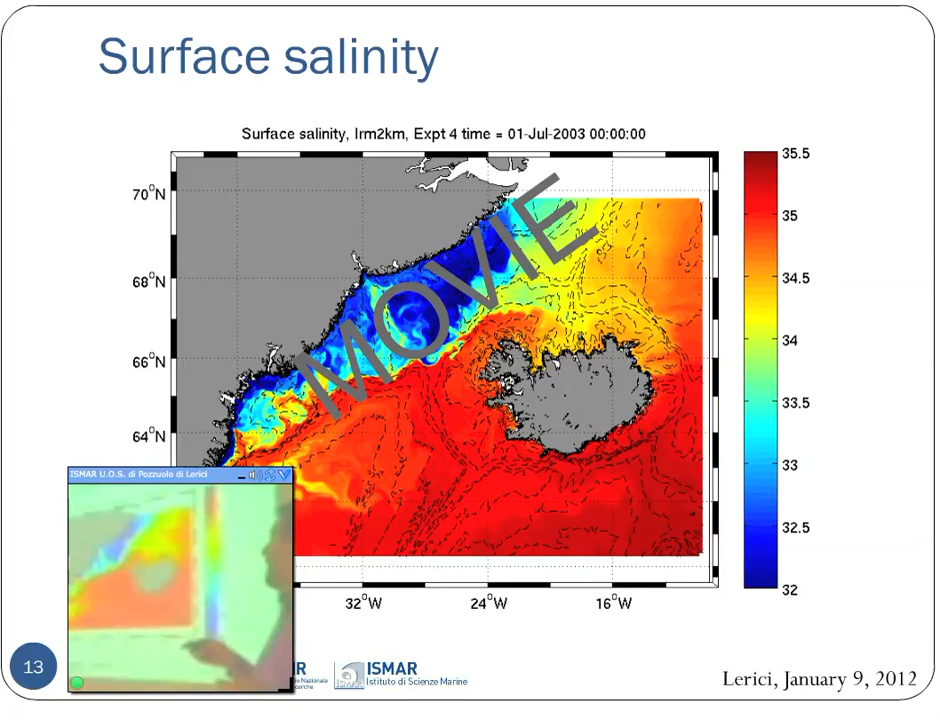 Surface salinity
Surface salinity, Irm2km, Expt 4 time = 01-Jul-2003 00:00:00
35.5
70°N
35
68°N
34.5
34
66°N
33.5
64°N
33
32.5
32
MOVIE
ISMAR U.O.S. di Pozzuolo di Lerici
32°W
24°W
16°W
13
ISMAR
Istituto di Scienze Marine
ISMAR
Lerici, January 9, 2012